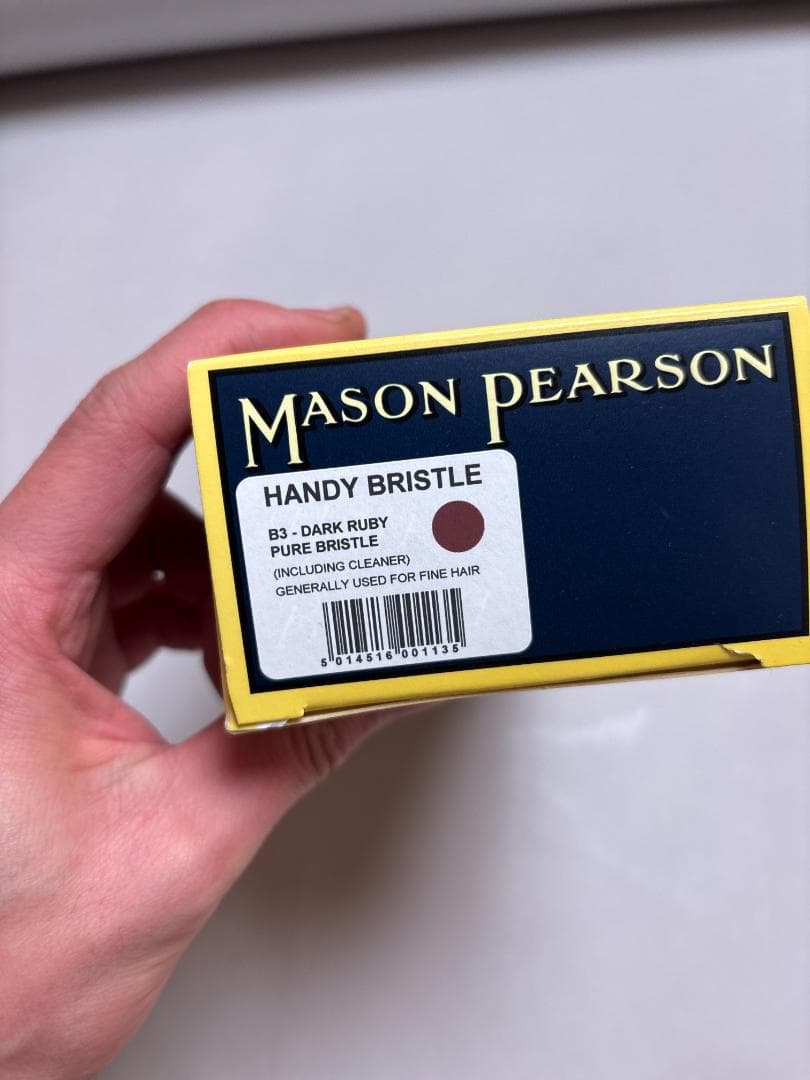 MASON PEARSON
HANDY BRISTLE
B3 - DARK RUBY
PURE BRISTLE
(INCLUDING CLEANER)
GENERALLY USED FOR FINE HAIR
5 014516 001135